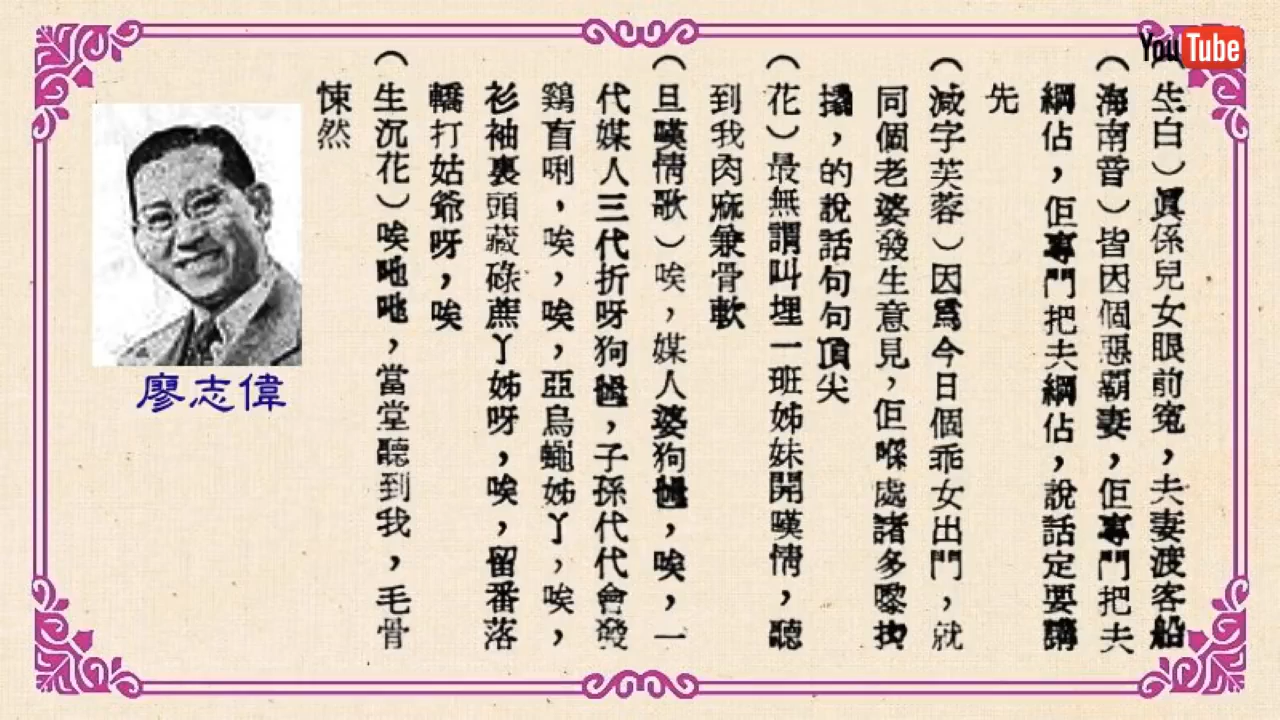 YouTube
（生白）眞係兒女眼前寃，夫妻渡客船
（海南音）皆因個惡霸妻，佢專門把夫
綱佔，佢專門把夫綱佔，說話定要講
先
（減字芙蓉）因爲今日個乖女出門，就
同個老婆發生意見，佢喺處諸多嚟拗
撬，的說話句句頂尖
（花）最無謂叫埋一班姊妹開嘆情，聽
到我肉麻兼骨軟
（旦嘆情歌）唉，媒人婆狗乸，唉，一
代媒人三代折呀狗乸，子孫代代會發
鷄盲唎，唉，唉，亞烏蠅姊丫，唉，
衫袖裏頭藏碌蔗丫姊呀，唉，留番落
轎打姑爺呀，唉
（生沉花）唉吔吔，當堂聽到我，毛骨
悚然
廖志偉